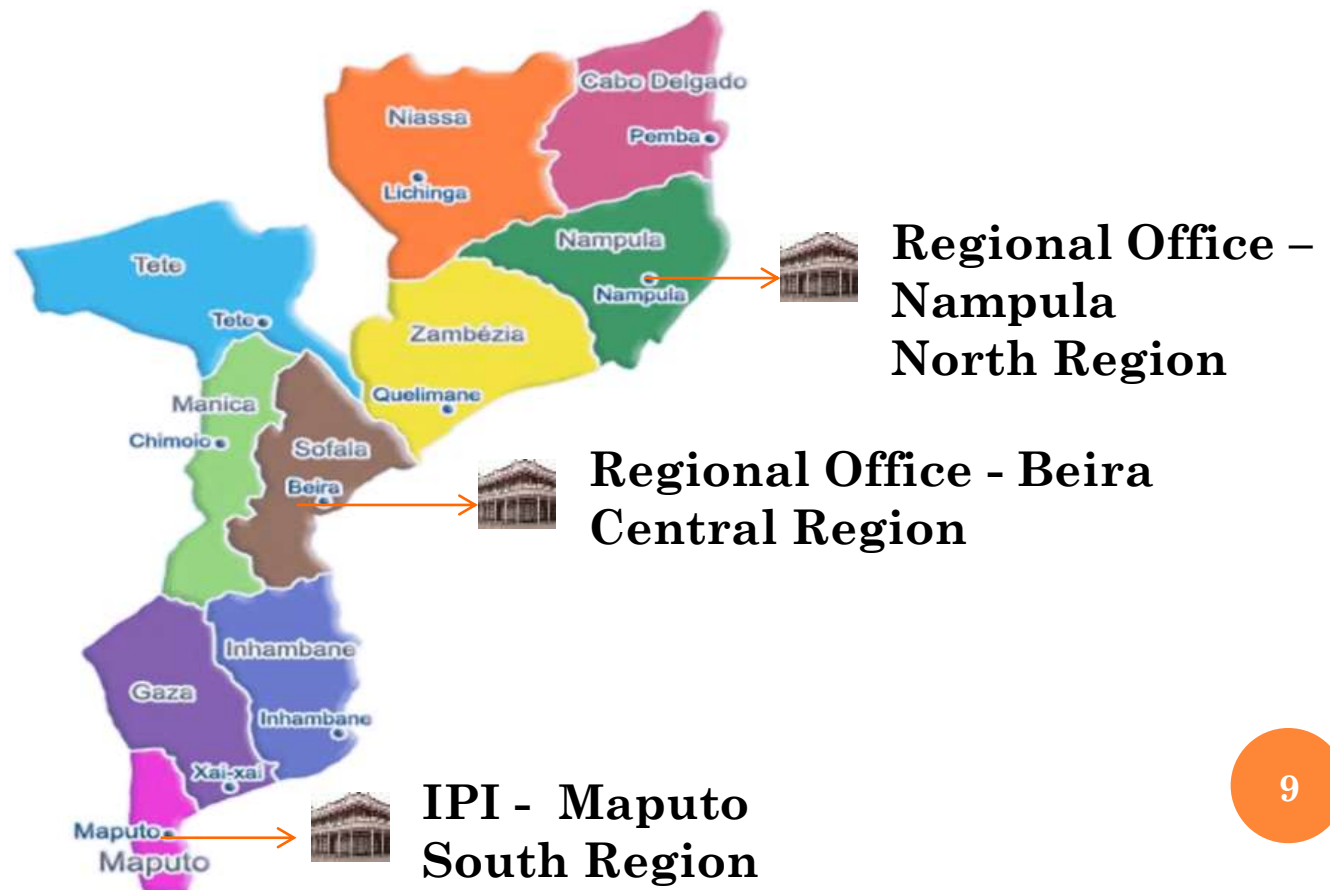 Cabo Delgado
Niassa
Pemba
Lichinga
Nampula
Regional Office –
Nampula
North Region
Tete
Nampula
Tete
Zambézia
Quelimane
Manica
Chimoio
Sofala
Regional Office - Beira
Central Region
Beira
Inhambane
Gaza
Inhambane
Xai-xai
IPI - Maputo
South Region
Maputo
Maputo
9